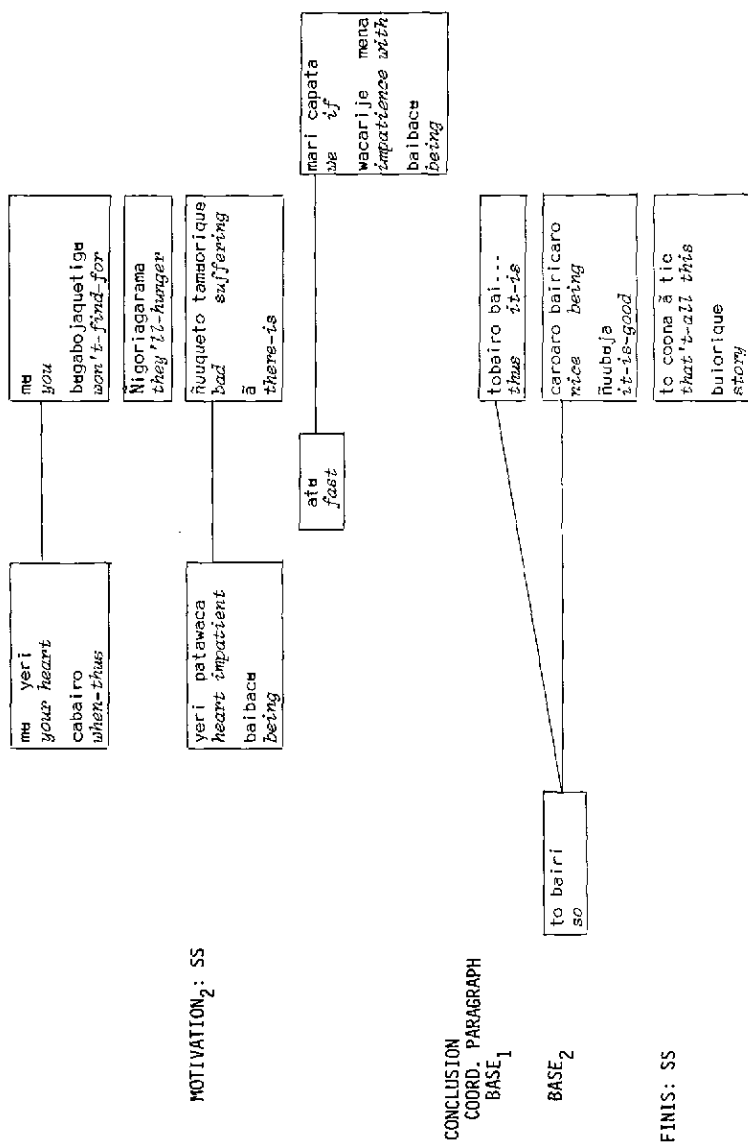 mʉ yeri
your heart
cabairo
when-thus
mʉ
you
bʉgabojaquetigʉ
won't-find-for
Ñigoriagarama
they'll-hunger
MOTIVATION₂: SS
yeri patawaca
heart impatient
baibacʉ
being
ñuuqueto tamʉorique
bad suffering
ã
there-is
atʉ
fast
mari capata
we if
wacarije mena
impatience with
baibacʉ
being
CONCLUSION
COORD. PARAGRAPH
BASE₁
tobairo bai...
thus it-is
BASE₂
to bairi
so
caroaro bairicaro
nice being
ñuubʉja
it-is-good
FINIS: SS
to coona ã tie
that't-all this
buiorique
story